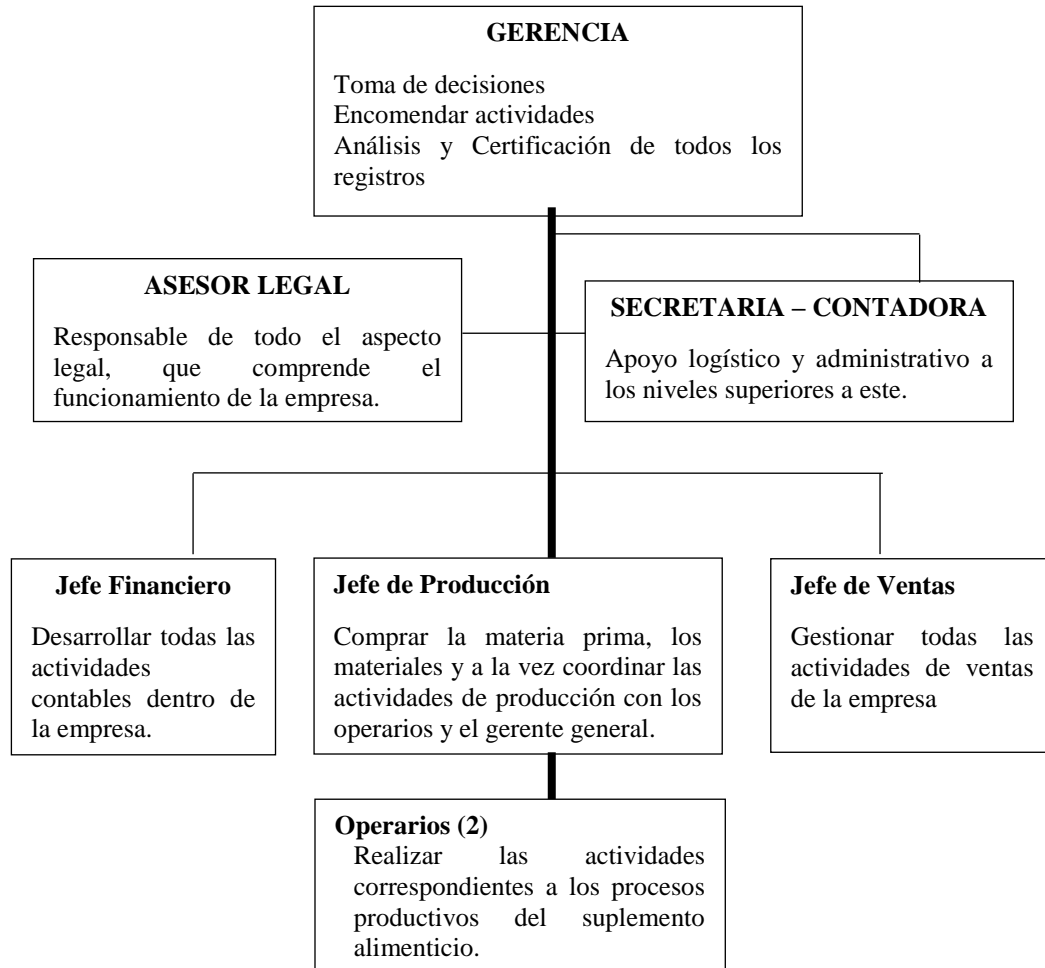 GERENCIA
Toma de decisiones
Encomendar actividades
Análisis y Certificación de todos los
registros
ASESOR LEGAL
Responsable de todo el aspecto
legal, que comprende el
funcionamiento de la empresa.
SECRETARIA – CONTADORA
Apoyo logístico y administrativo a
los niveles superiores a este.
Jefe Financiero
Desarrollar todas las
actividades
contables dentro de
la empresa.
Jefe de Producción
Comprar la materia prima, los
materiales y a la vez coordinar las
actividades de producción con los
operarios y el gerente general.
Jefe de Ventas
Gestionar todas las
actividades de ventas
de la empresa
Operarios (2)
Realizar las actividades
correspondientes a los procesos
productivos del suplemento
alimenticio.